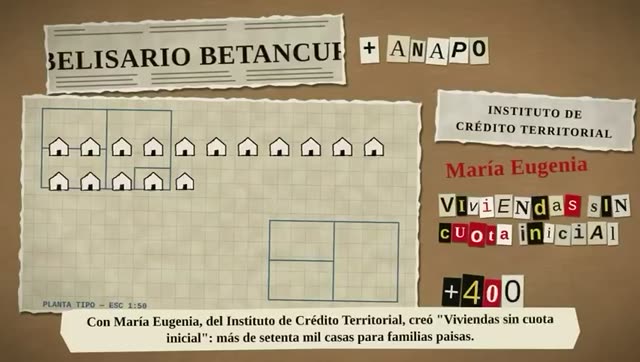 BELISARIO BETANCUR
+ ANAPO
INSTITUTO DE
CRÉDITO TERRITORIAL
María Eugenia
VIViENdAS sIN
cUOta inicIAl
+400
PLANTA TIPO — ESC 1:50
Con María Eugenia, del Instituto de Crédito Territorial, creó "Viviendas sin cuota
inicial": más de setenta mil casas para familias paisas.